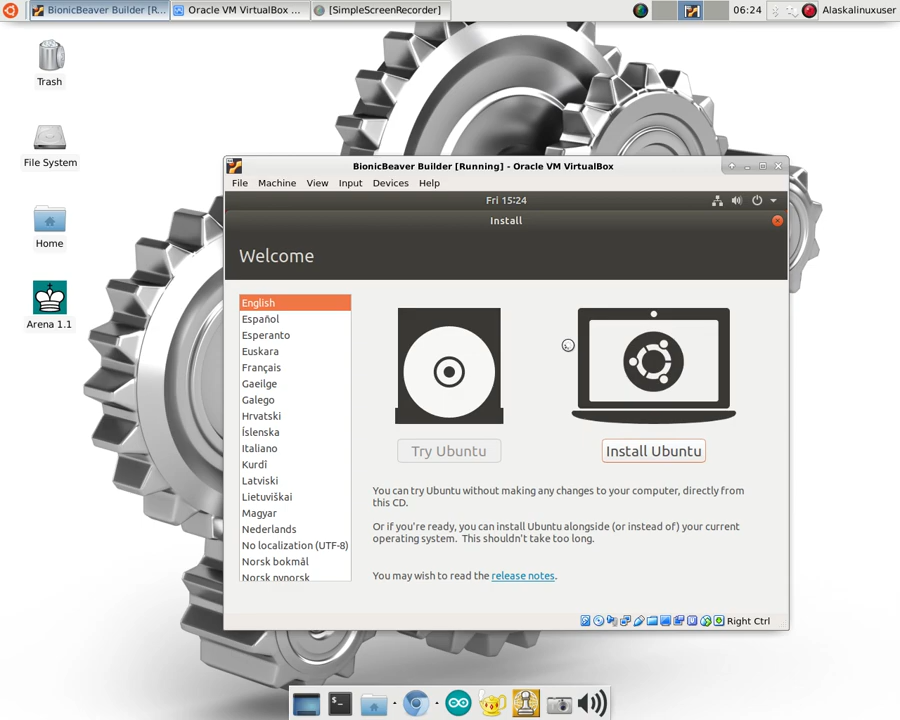 BionicBeaver Builder [R...
Oracle VM VirtualBox ...
[SimpleScreenRecorder]
06:24
Alaskalinuxuser
Trash
File System
Home
Arena 1.1
BionicBeaver Builder [Running] - Oracle VM VirtualBox
File Machine View Input Devices Help
Fri 15:24
Install
Welcome
English
Español
Esperanto
Euskara
Français
Gaeilge
Galego
Hrvatski
Íslenska
Italiano
Kurdî
Latviski
Lietuviškai
Magyar
Nederlands
No localization (UTF-8)
Norsk bokmål
Norsk nynorsk
Try Ubuntu
Install Ubuntu
You can try Ubuntu without making any changes to your computer, directly from
this CD.
Or if you're ready, you can install Ubuntu alongside (or instead of) your current
operating system. This shouldn't take too long.
You may wish to read the release notes.
Right Ctrl